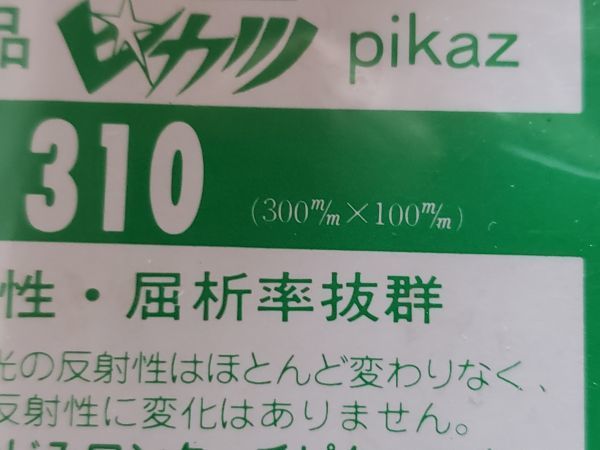 品 ピカツ pikaz
310 (300m/m×100m/m)
性・屈析率抜群
光の反射性はほとんど変わりなく、
反射性に変化はありません。